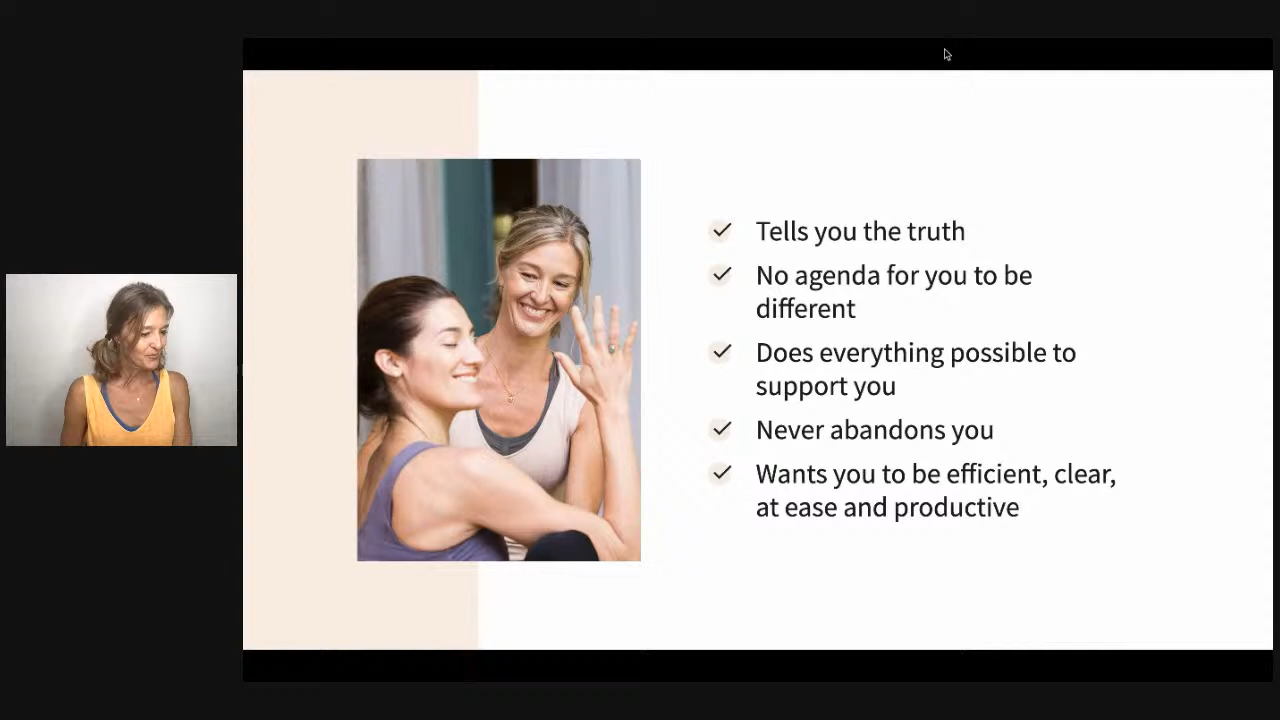 Tells you the truth
No agenda for you to be
different
Does everything possible to
support you
Never abandons you
Wants you to be efficient, clear,
at ease and productive